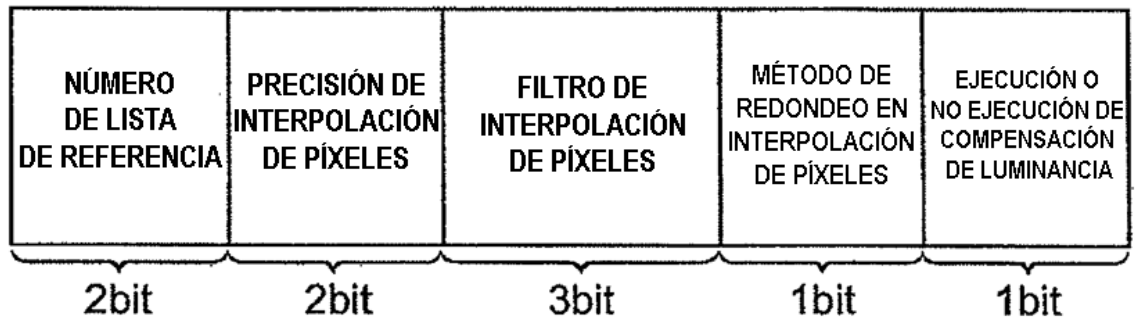 NÚMERO
DE LISTA
DE REFERENCIA
PRECISIÓN DE
INTERPOLACIÓN
DE PÍXELES
FILTRO DE
INTERPOLACIÓN
DE PÍXELES
MÉTODO DE
REDONDEO EN
INTERPOLACIÓN
DE PÍXELES
EJECUCIÓN O
NO EJECUCIÓN DE
COMPENSACIÓN
DE LUMINANCIA
2bit
2bit
3bit
1bit
1bit